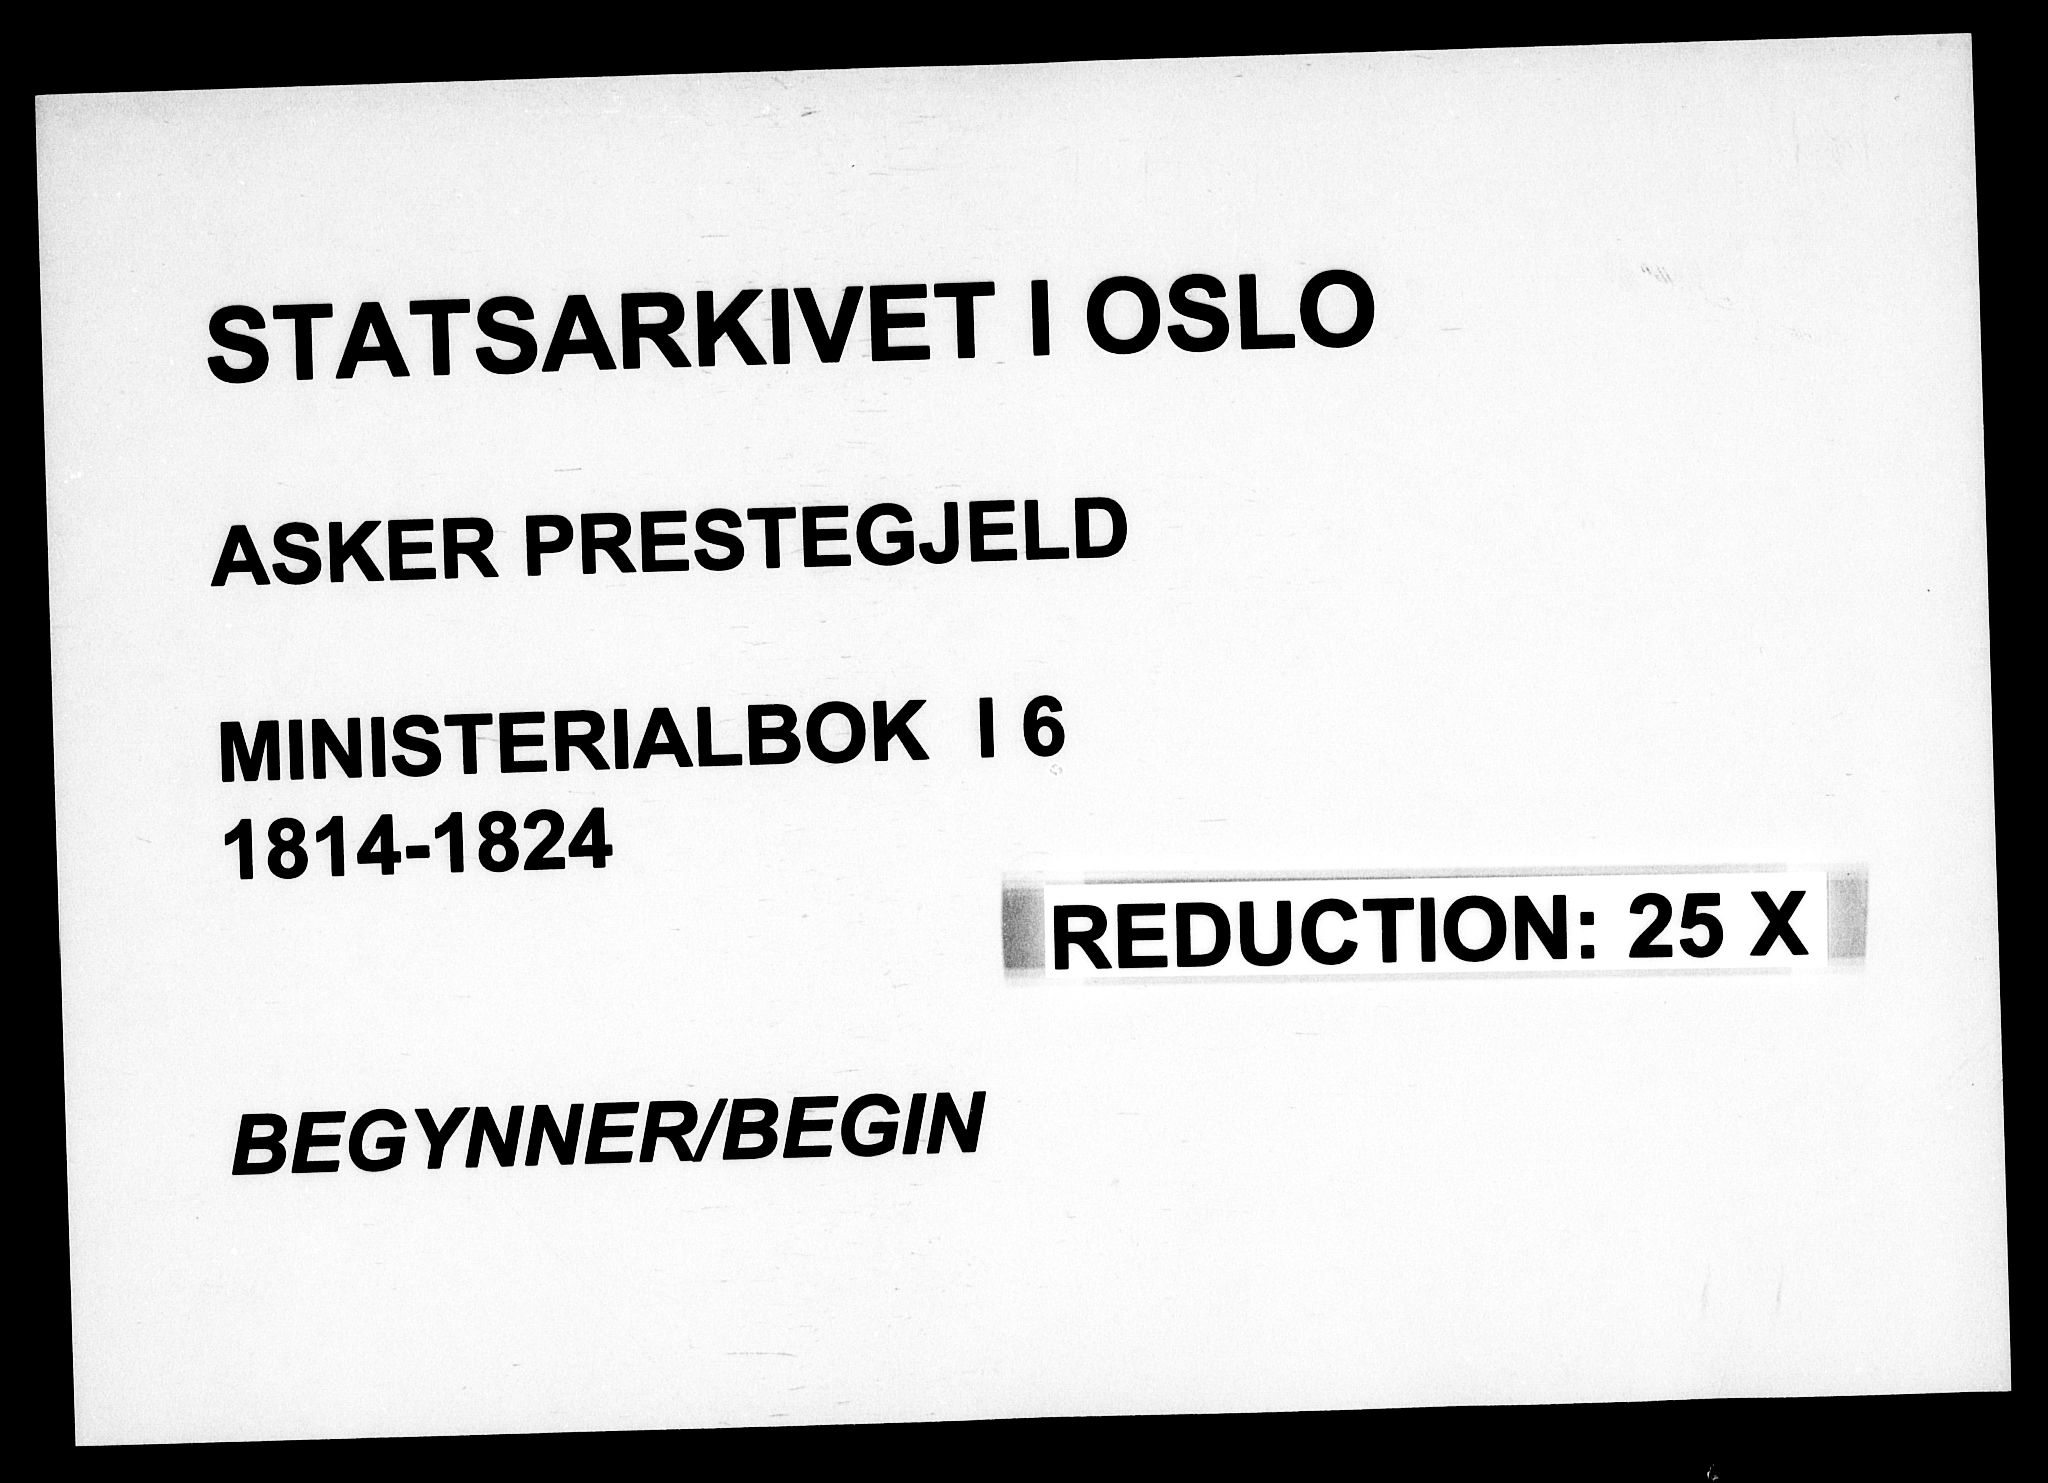 STATSARKIVET I OSLO
ASKER PRESTEGJELD
MINISTERIALBOK I 6
1814-1824
REDUCTION: 25 X
BEGYNNER/BEGIN